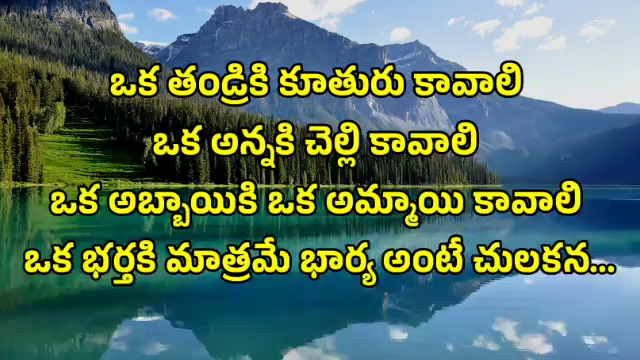 ఒక తండ్రికి కూతురు కావాలి
ఒక అన్నకి చెల్లి కావాలి
ఒక అబ్బాయికి ఒక అమ్మాయి కావాలి
ఒక భర్తకి మాత్రమే భార్య అంటే చులకన...